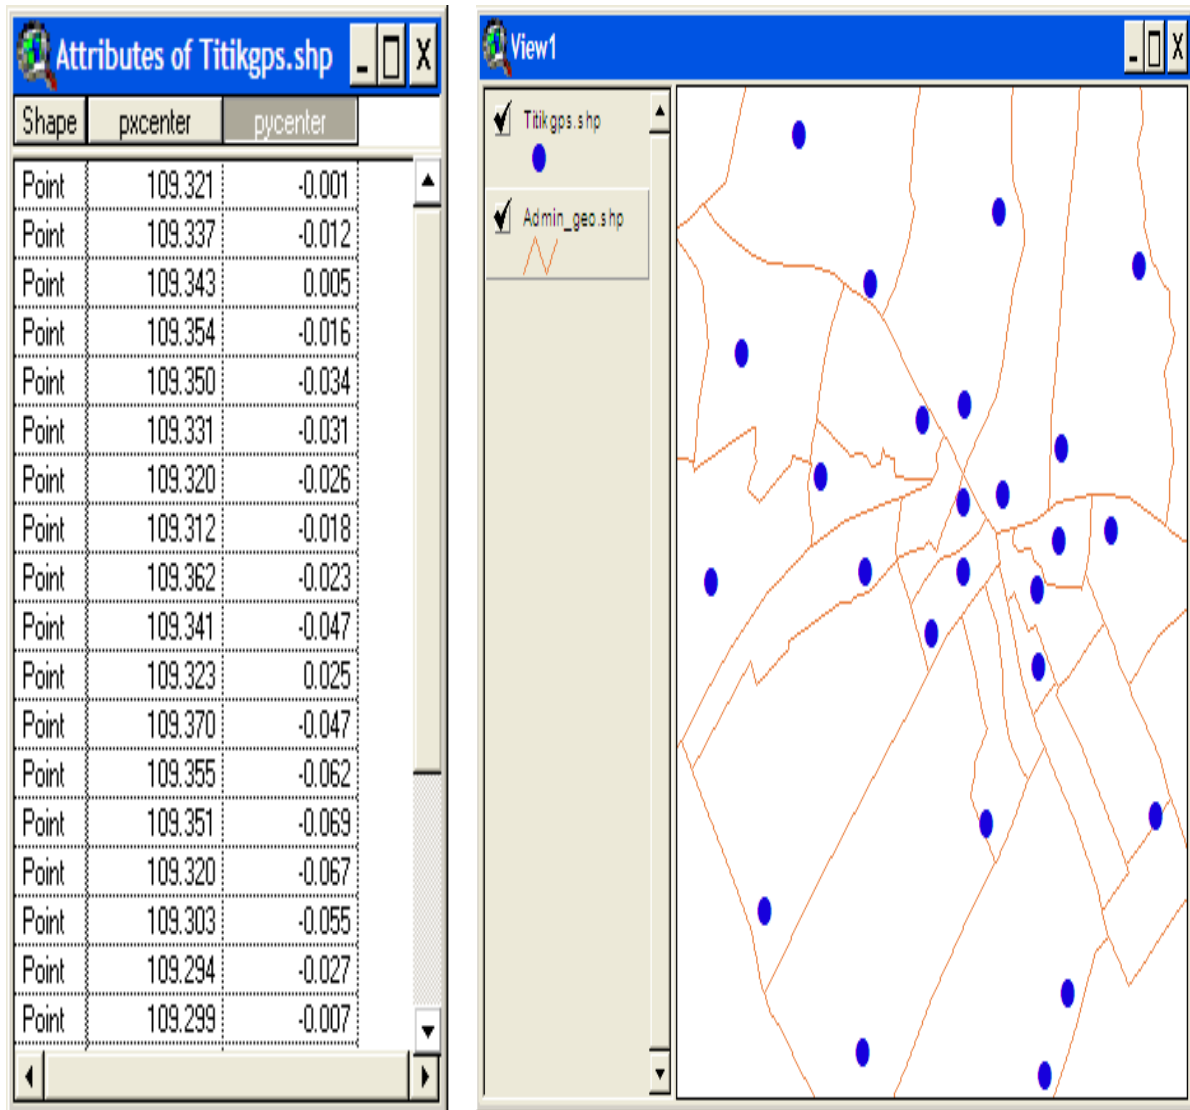 Attributes of Titikgps.shp
Shape pxcenter pycenter
Point 109.321 -0.001
Point 109.337 -0.012
Point 109.343 0.005
Point 109.354 -0.016
Point 109.350 -0.034
Point 109.331 -0.031
Point 109.320 -0.026
Point 109.312 -0.018
Point 109.362 -0.023
Point 109.341 -0.047
Point 109.323 0.025
Point 109.370 -0.047
Point 109.355 -0.062
Point 109.351 -0.069
Point 109.320 -0.067
Point 109.303 -0.055
Point 109.294 -0.027
Point 109.299 -0.007
View1
Titikgps.shp
Admin_geo.shp